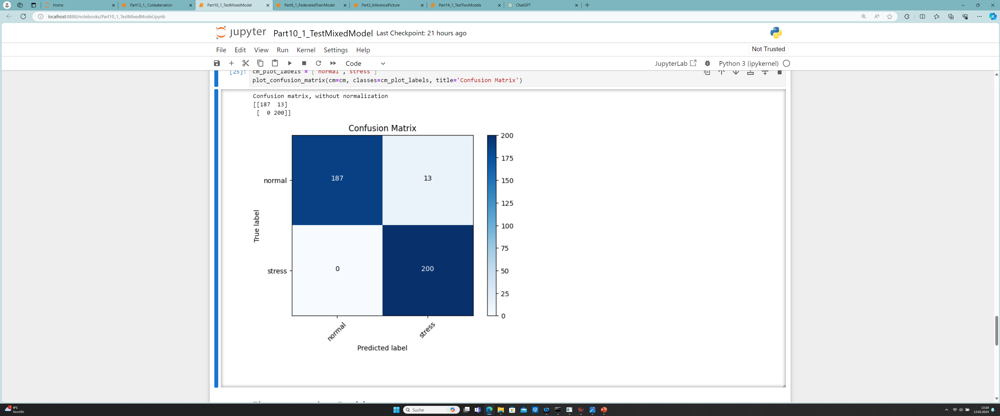 Home
Part13_1_ Conkatenation
Part10_1_TestMixedModel
Part8_1_FederatedTrainModel
Part3_InferencePicture
Part14_1_TestTwoModels
ChatGPT
localhost:8888/notebooks/Part10_1_TestMixedModel.ipynb
jupyter Part10_1_TestMixedModel Last Checkpoint: 21 hours ago
File Edit View Run Kernel Settings Help
Not Trusted
Code
JupyterLab
Python 3 (ipykernel)
[25]: cm_plot_labels = ['normal', 'stress']
plot_confusion_matrix(cm=cm, classes=cm_plot_labels, title='Confusion Matrix')
Confusion matrix, without normalization
[[187  13]
 [  0 200]]
Confusion Matrix
187
13
0
200
normal
stress
True label
normal
stress
Predicted label
200
175
150
125
100
75
50
25
0
1
8°C
Bewölkt
Suche
13:20
12.02.2024